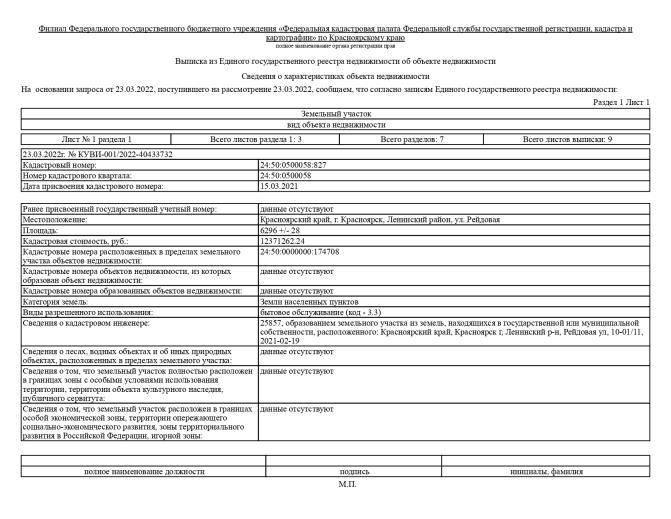 Филиал Федерального государственного бюджетного учреждения «Федеральная кадастровая палата Федеральной службы государственной регистрации, кадастра и
картографии» по Красноярскому краю
полное наименование органа регистрации прав
Выписка из Единого государственного реестра недвижимости об объекте недвижимости
Сведения о характеристиках объекта недвижимости
На основании запроса от 23.03.2022, поступившего на рассмотрение 23.03.2022, сообщаем, что согласно записям Единого государственного реестра недвижимости:
Раздел 1 Лист 1
Земельный участок
вид объекта недвижимости
Лист № 1 раздела 1 Всего листов раздела 1: 3 Всего разделов: 7 Всего листов выписки: 9
23.03.2022г. № КУВИ-001/2022-40433732
Кадастровый номер: 24:50:0500058:827
Номер кадастрового квартала: 24:50:0500058
Дата присвоения кадастрового номера: 15.03.2021
Ранее присвоенный государственный учетный номер: данные отсутствуют
Местоположение: Красноярский край, г. Красноярск, Ленинский район, ул. Рейдовая
Площадь: 6296 +/- 28
Кадастровая стоимость, руб.: 12371262.24
Кадастровые номера расположенных в пределах земельного 24:50:0000000:174708
участка объектов недвижимости:
Кадастровые номера объектов недвижимости, из которых данные отсутствуют
образован объект недвижимости:
Кадастровые номера образованных объектов недвижимости: данные отсутствуют
Категория земель: Земли населенных пунктов
Виды разрешенного использования: бытовое обслуживание (код - 3.3)
Сведения о кадастровом инженере: 25857, образованием земельного участка из земель, находящихся в государственной или муниципальной
собственности, расположенного: Красноярский край, Красноярск г, Ленинский р-н, Рейдовая ул, 10-01/11,
2021-02-19
Сведения о лесах, водных объектах и об иных природных данные отсутствуют
объектах, расположенных в пределах земельного участка:
Сведения о том, что земельный участок полностью расположен данные отсутствуют
в границах зоны с особыми условиями использования
территории, территории объекта культурного наследия,
публичного сервитута:
Сведения о том, что земельный участок расположен в границах данные отсутствуют
особой экономической зоны, территории опережающего
социально-экономического развития, зоны территориального
развития в Российской Федерации, игорной зоны:
полное наименование должности подпись инициалы, фамилия
М.П.